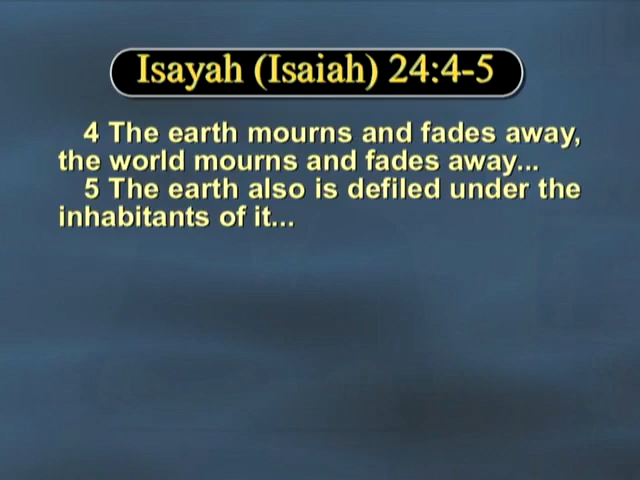 Isayah (Isaiah) 24:4-5
4 The earth mourns and fades away,
the world mourns and fades away...
5 The earth also is defiled under the
inhabitants of it...